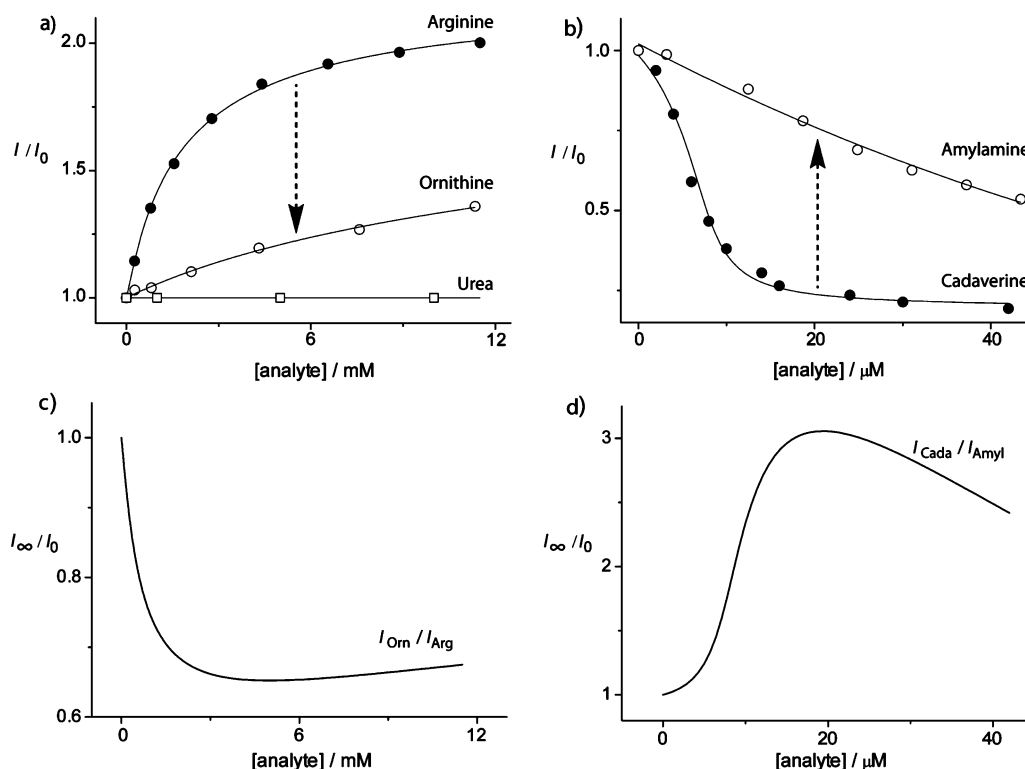 a)
Arginine
2.0
I / I0
1.5
Ornithine
Urea
1.0
0 6 12
[analyte] / mM
b)
1.0
I / I0
Amylamine
0.5
Cadaverine
0 20 40
[analyte] / μM
c)
1.0
I∞ / I0
0.8
IOrn / IArg
0.6
0 6 12
[analyte] / mM
d)
3
ICada / IAmyl
I∞ / I0
2
1
0 20 40
[analyte] / μM